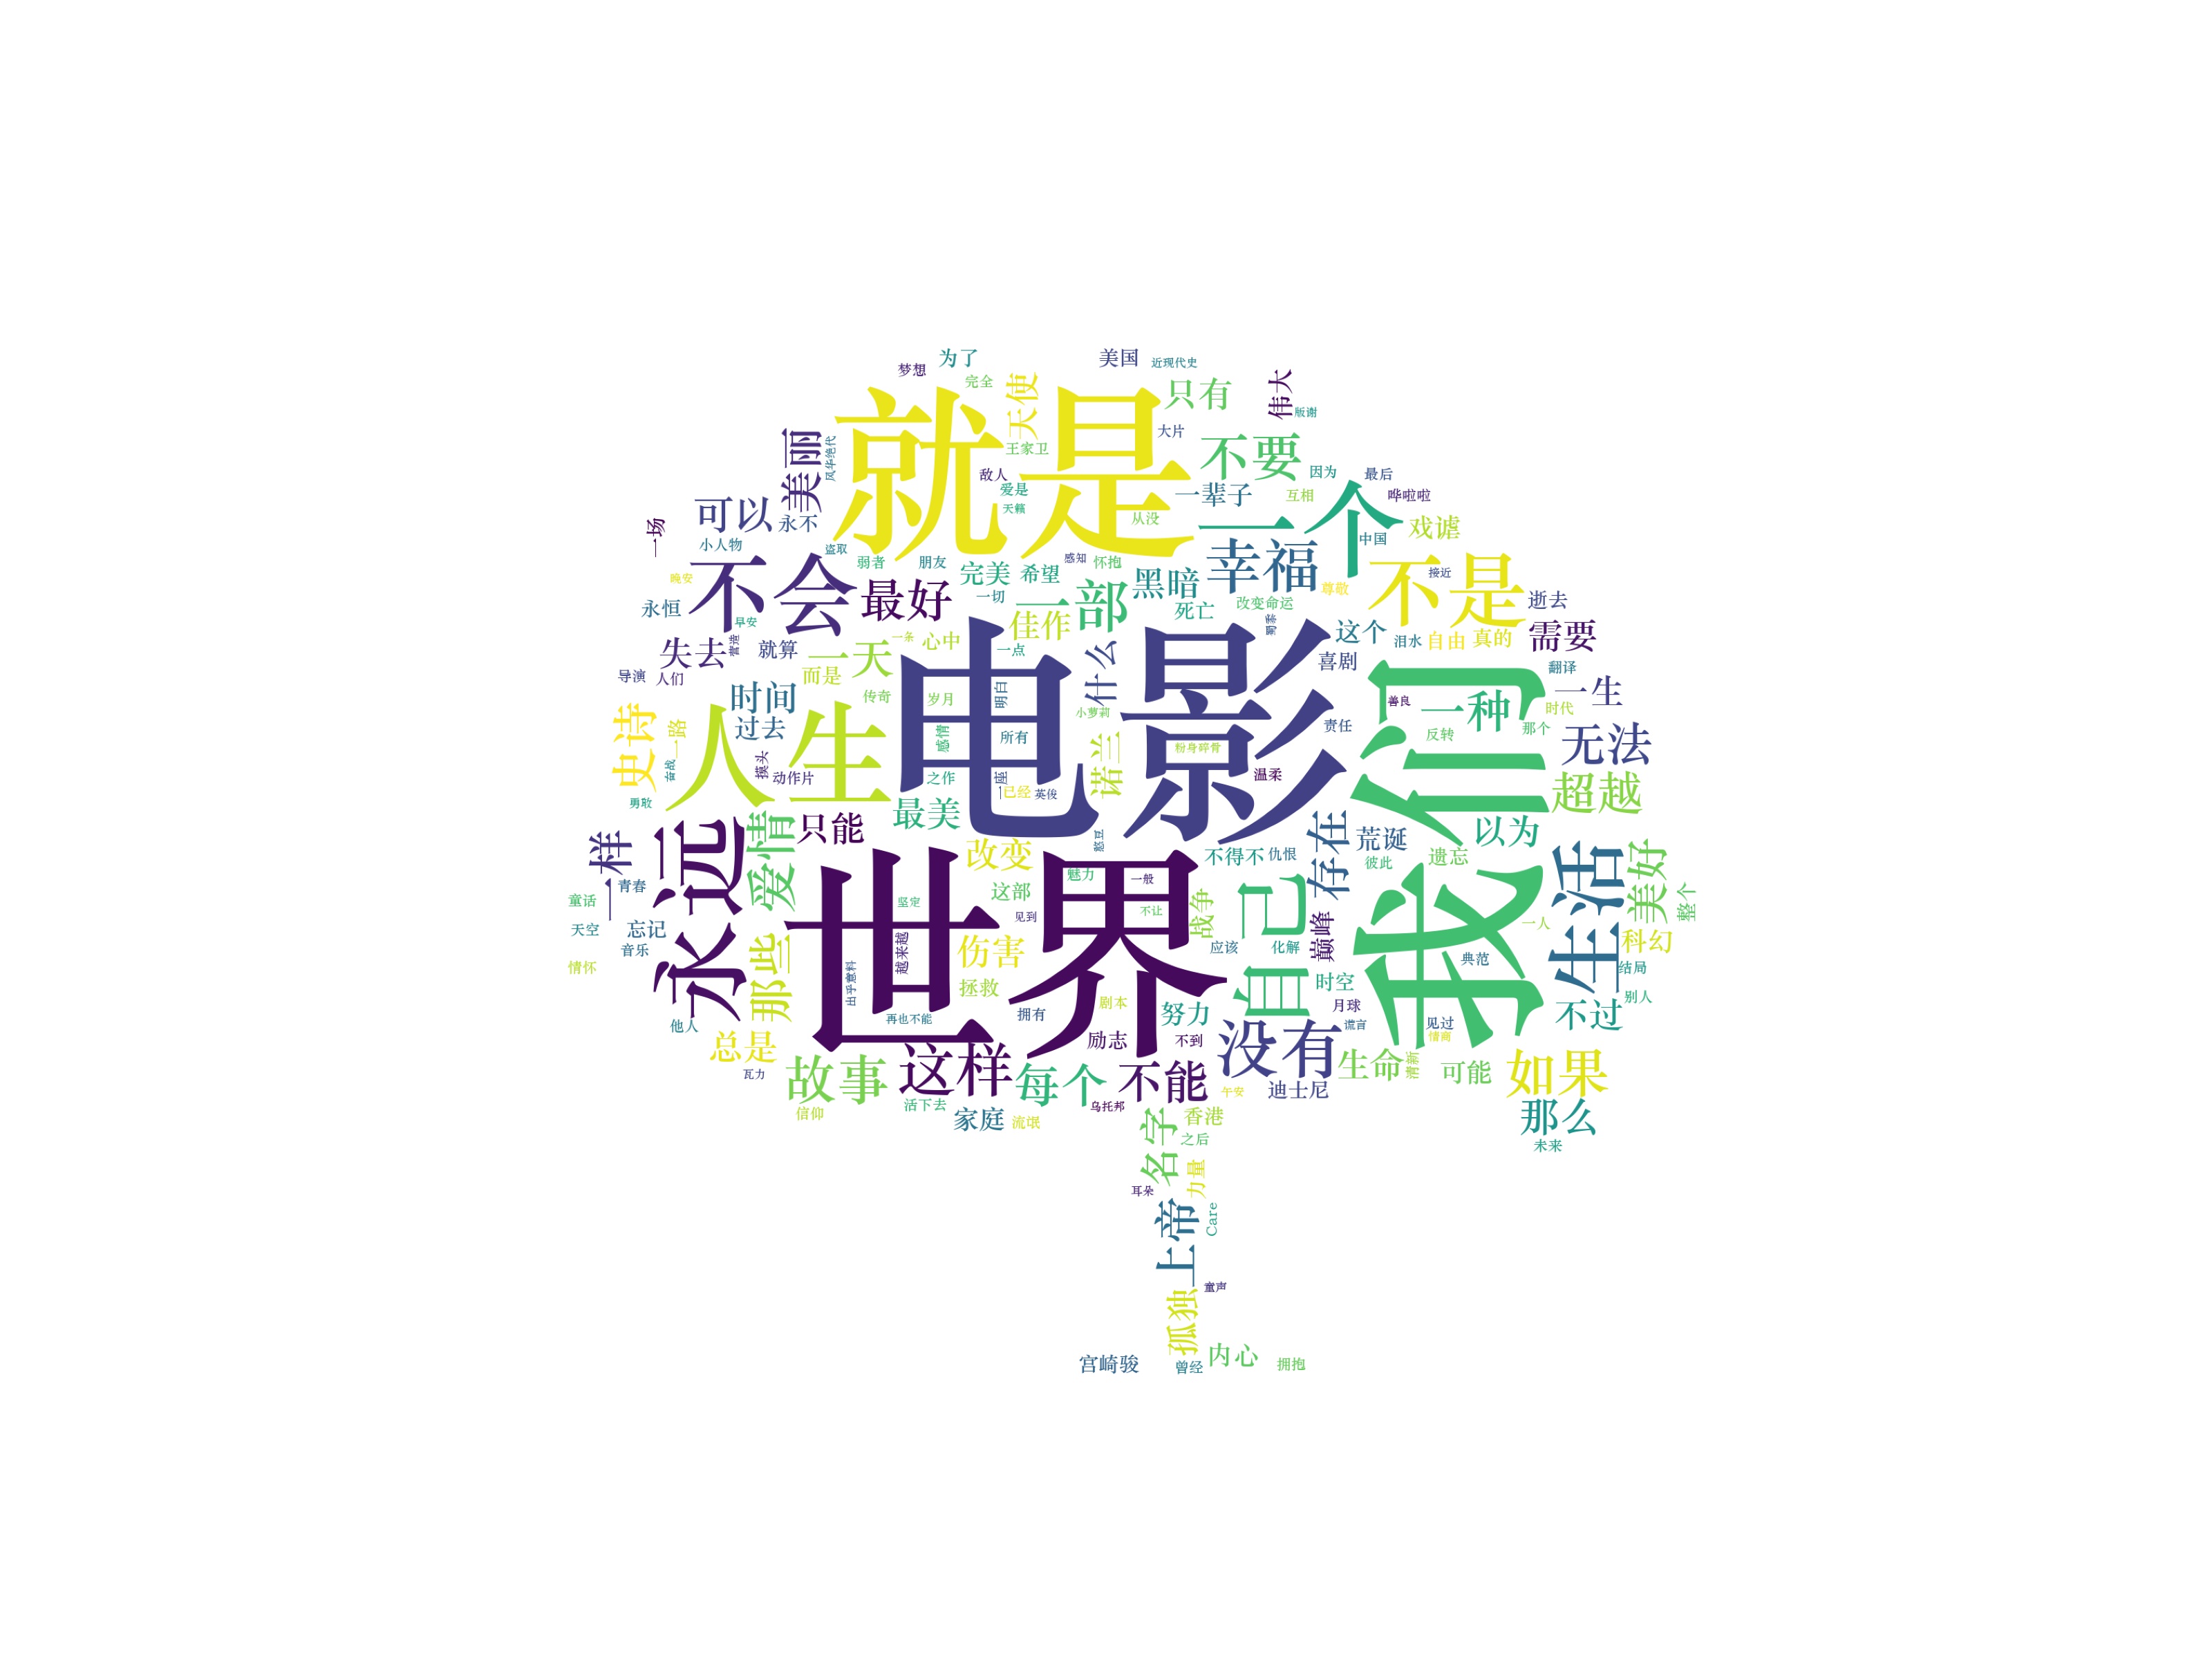 为了
美国
近现代史
梦想
完全
天使
只有
伟大
版谢
就是
王家卫
大片
不要
美丽
风华绝代
敌人
因为
最后
爱是
一辈子
互相
哗啦啦
可以
永不
天籁
从没
一个
戏谑
一场
小人物
盗取
中国
弱者
朋友
感知
怀抱
幸福
不会
晚安
最好
完美
希望
黑暗
不是
接近
尊敬
一切
一部
死亡
改变命运
逝去
永恒
早安
佳作
这个
泪水
自由
真的
需要
失去
营造
就算
一天
一条
心中
一点
什么
喜剧
导演
人们
而是
电影
翻译
时间
传奇
岁月
明白
小萝莉
善良
一种
一生
时代
史诗
一路
过去
人生
感情
所有
诺兰
粉身碎骨
责任
我们
反转
那个
无法
奋战
摸头
动作片
之作
一座
温柔
勇敢
已经
英俊
超越
最美
永远
爱情
只能
憨豆
以为
一样
改变
不得不
仇恨
存在
荒诞
彼此
遗忘
生活
美好
青春
世界
这部
魅力
一般
童话
坚定
见到
不让
战争
自己
整个
天空
忘记
巅峰
一人
音乐
那些
越来越
伤害
应该
化解
科幻
情怀
出乎意料
拯救
时空
典范
结局
剧本
月球
别人
他人
再也不能
拥有
努力
谎言
见过
不过
总是
励志
不到
没有
情商
瓦力
故事
这样
每个
不能
生命
清新
可能
如果
信仰
活下去
乌托邦
午安
迪士尼
家庭
流氓
香港
那么
名字
之后
未来
力量
耳朵
上帝
Care
孤独
童声
宫崎骏
曾经
内心
拥抱